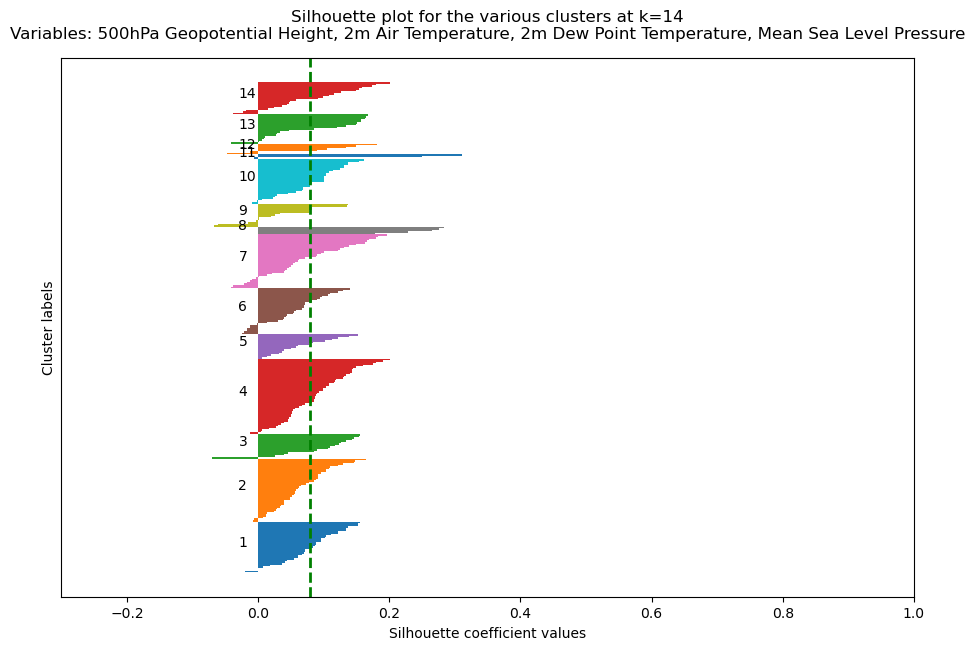 Silhouette plot for the various clusters at k=14
Variables: 500hPa Geopotential Height, 2m Air Temperature, 2m Dew Point Temperature, Mean Sea Level Pressure
Cluster labels
14
13
12
11
10
9
8
7
6
5
4
3
2
1
−0.2 0.0 0.2 0.4 0.6 0.8 1.0
Silhouette coefficient values